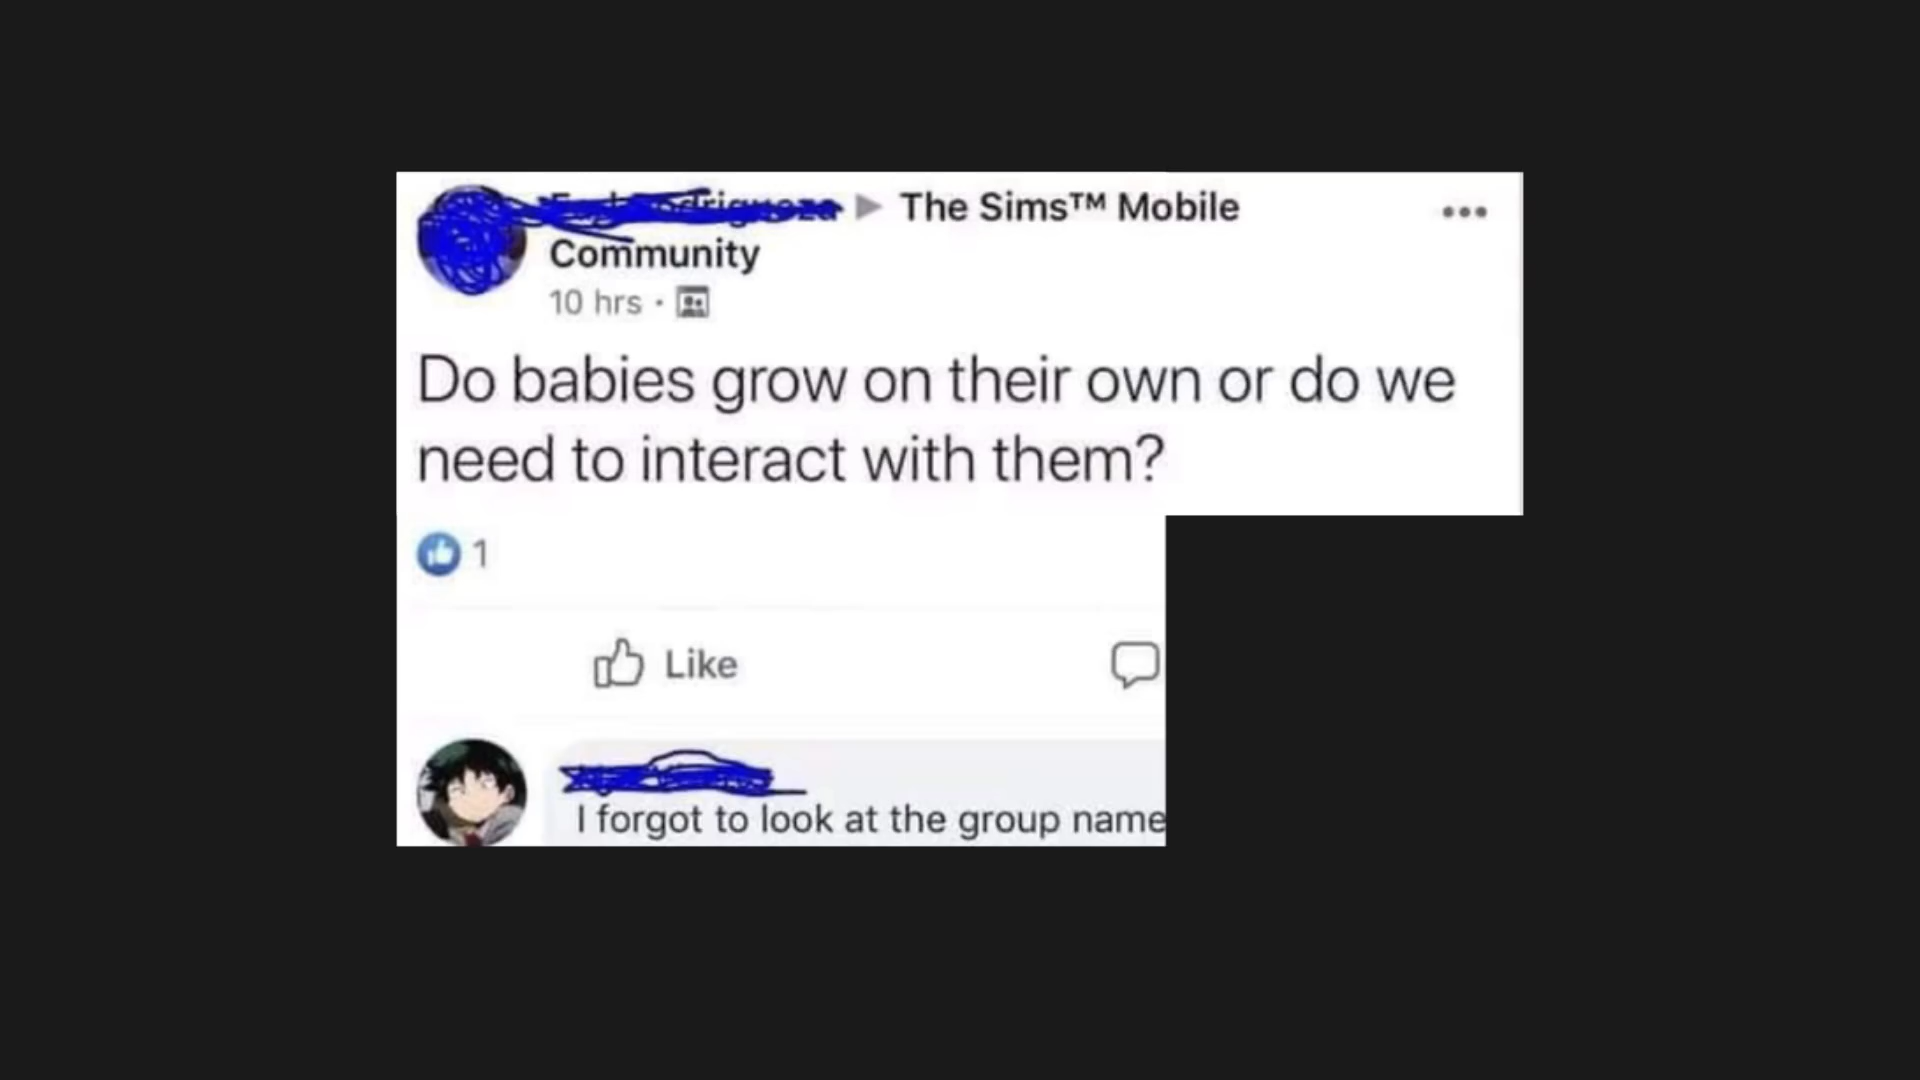 The Sims™ Mobile
Community
10 hrs ·
Do babies grow on their own or do we
need to interact with them?
1
Like
I forgot to look at the group name